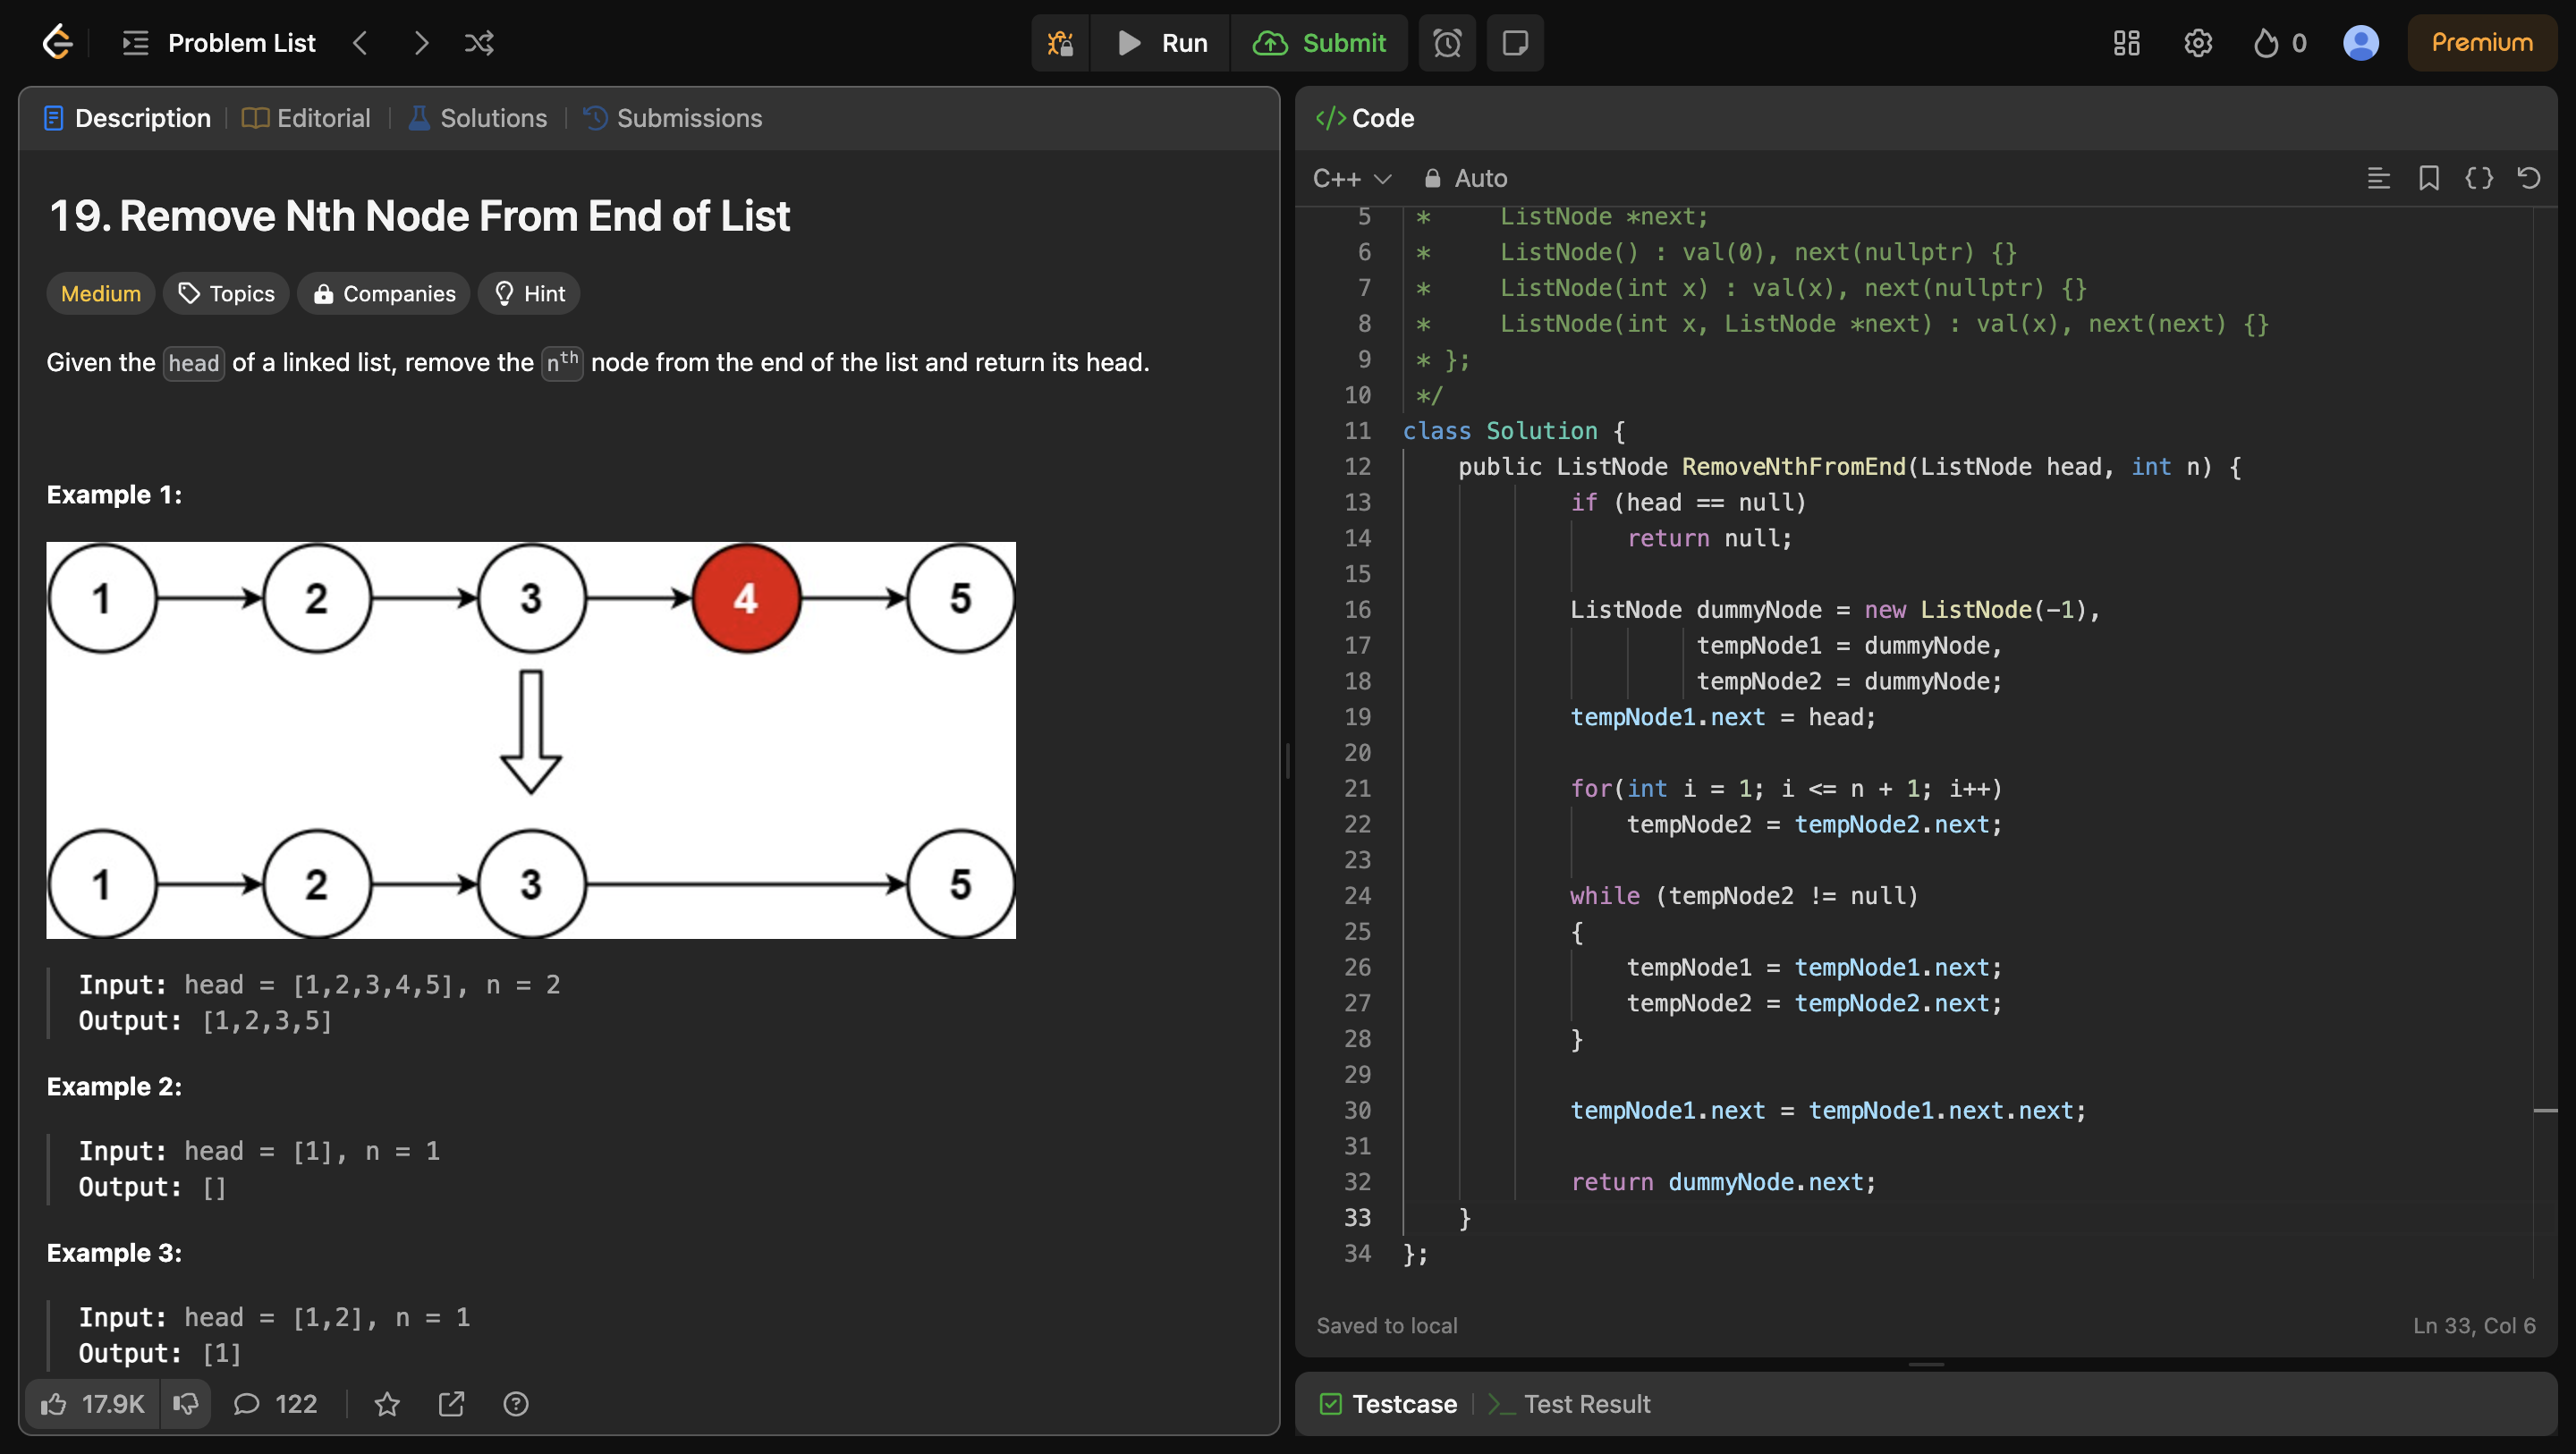 Problem List
Run
Submit
0
Premium
Description
Editorial
Solutions
Submissions
19. Remove Nth Node From End of List
Medium
Topics
Companies
Hint
Given the head of a linked list, remove the nth node from the end of the list and return its head.
Example 1:
1 2 3 4 5
1 2 3 5
Input: head = [1,2,3,4,5], n = 2
Output: [1,2,3,5]
Example 2:
Input: head = [1], n = 1
Output: []
Example 3:
Input: head = [1,2], n = 1
Output: [1]
17.9K
122
</> Code
C++
Auto
5 *     ListNode *next;
6 *     ListNode() : val(0), next(nullptr) {}
7 *     ListNode(int x) : val(x), next(nullptr) {}
8 *     ListNode(int x, ListNode *next) : val(x), next(next) {}
9 * };
10 */
11 class Solution {
12     public ListNode RemoveNthFromEnd(ListNode head, int n) {
13             if (head == null)
14                 return null;
15
16             ListNode dummyNode = new ListNode(-1),
17                      tempNode1 = dummyNode,
18                      tempNode2 = dummyNode;
19             tempNode1.next = head;
20
21             for(int i = 1; i <= n + 1; i++)
22                 tempNode2 = tempNode2.next;
23
24             while (tempNode2 != null)
25             {
26                 tempNode1 = tempNode1.next;
27                 tempNode2 = tempNode2.next;
28             }
29
30             tempNode1.next = tempNode1.next.next;
31
32             return dummyNode.next;
33     }
34 };
Saved to local
Ln 33, Col 6
Testcase
Test Result